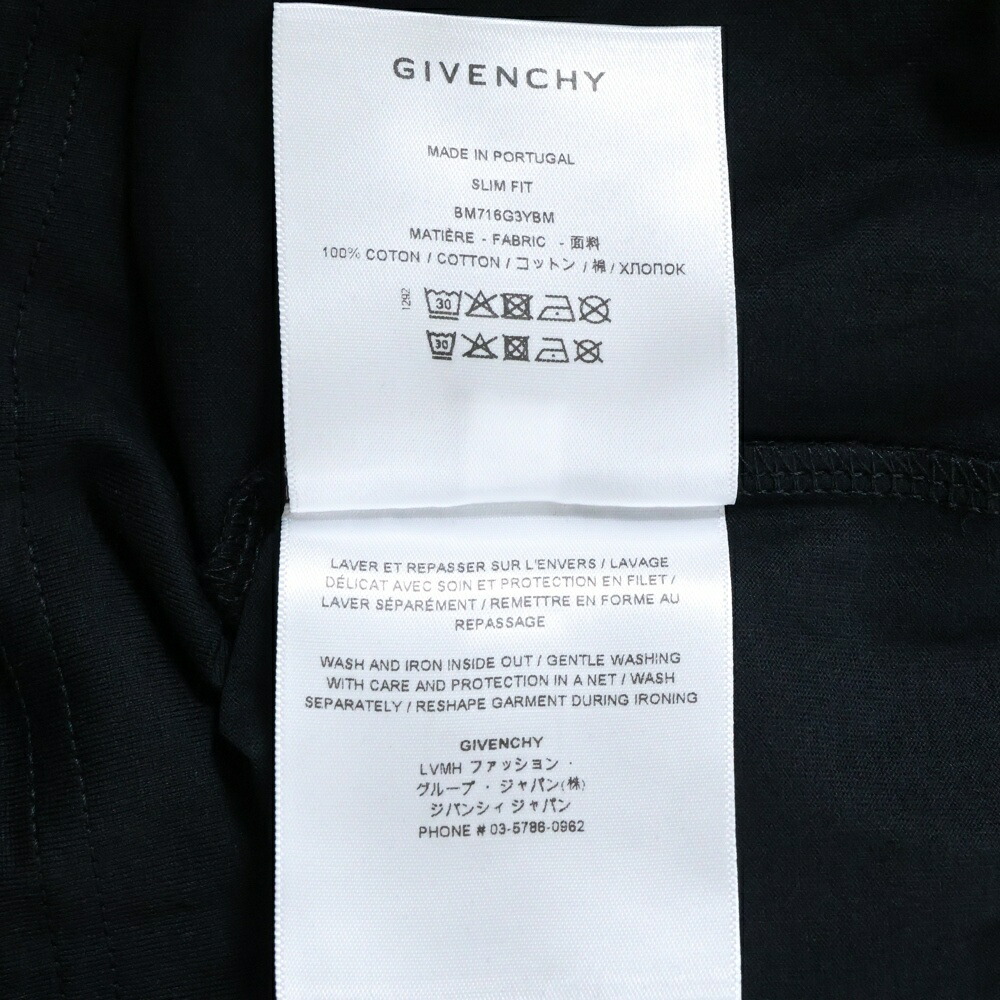 GIVENCHY
MADE IN PORTUGAL
SLIM FIT
BM716G3YBM
MATIÈRE - FABRIC - 面料
100% COTON / COTTON / コットン / 棉 / ХЛОПОК
1292
30
30
LAVER ET REPASSER SUR L'ENVERS / LAVAGE
DÉLICAT AVEC SOIN ET PROTECTION EN FILET /
LAVER SÉPARÉMENT / REMETTRE EN FORME AU
REPASSAGE
WASH AND IRON INSIDE OUT / GENTLE WASHING
WITH CARE AND PROTECTION IN A NET / WASH
SEPARATELY / RESHAPE GARMENT DURING IRONING
GIVENCHY
LVMH ファッション ·
グループ · ジャパン(株)
ジバンシィ ジャパン
PHONE # 03-5786-0962